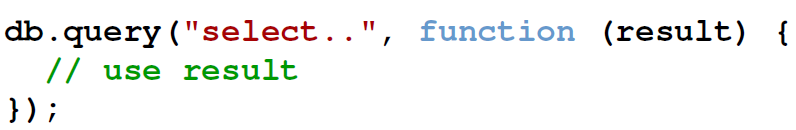 db.query("select..", function (result) {
  // use result
});